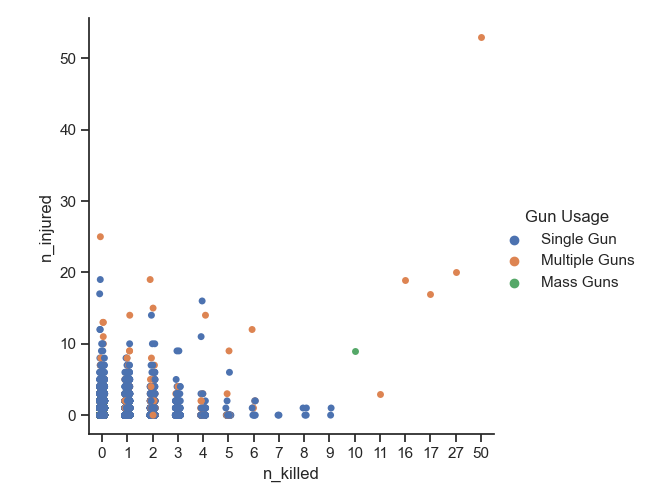 50
40
30
20
10
0
n_injured
0 1 2 3 4 5 6 7 8 9 10 11 16 17 27 50
n_killed
Gun Usage
Single Gun
Multiple Guns
Mass Guns